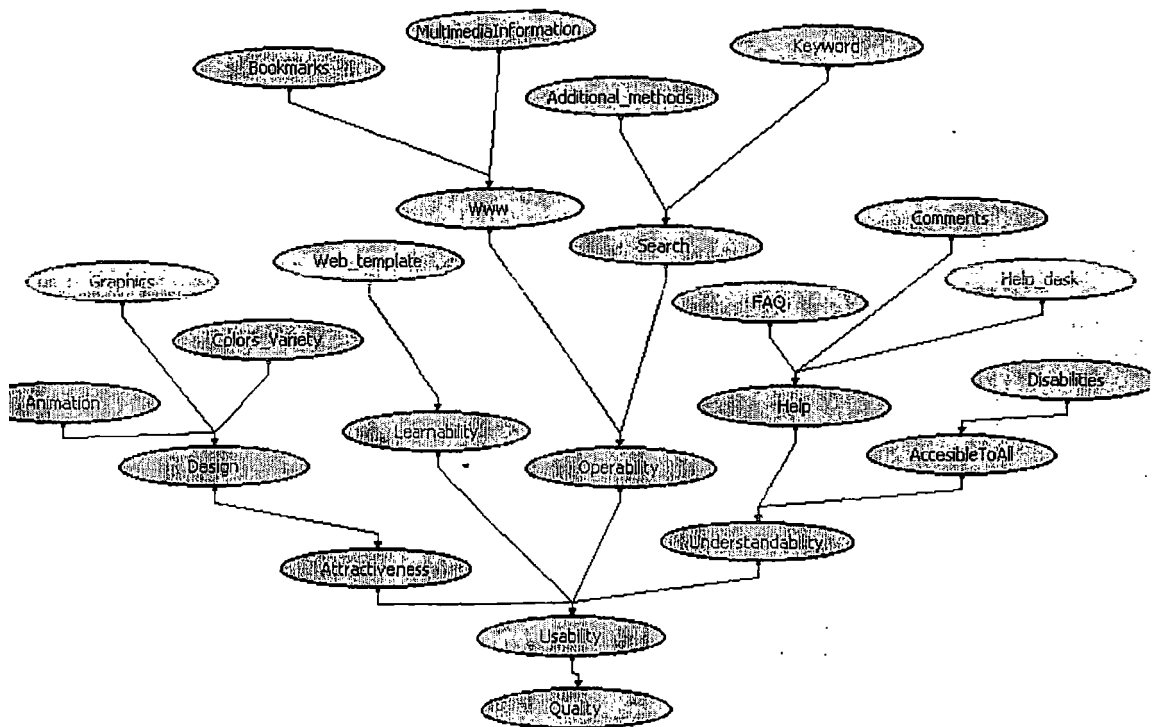 MultimediaInformation
Keyword
Bookmarks
Additional_methods
Www
Comments
Search
Web_template
Graphics
Help_desk
FAQ
Colors_Variety
Disabilities
Animation
Help
Learnability
AccesibleToAll
Design
Operability
Understandability
Attractiveness
Usability
Quality